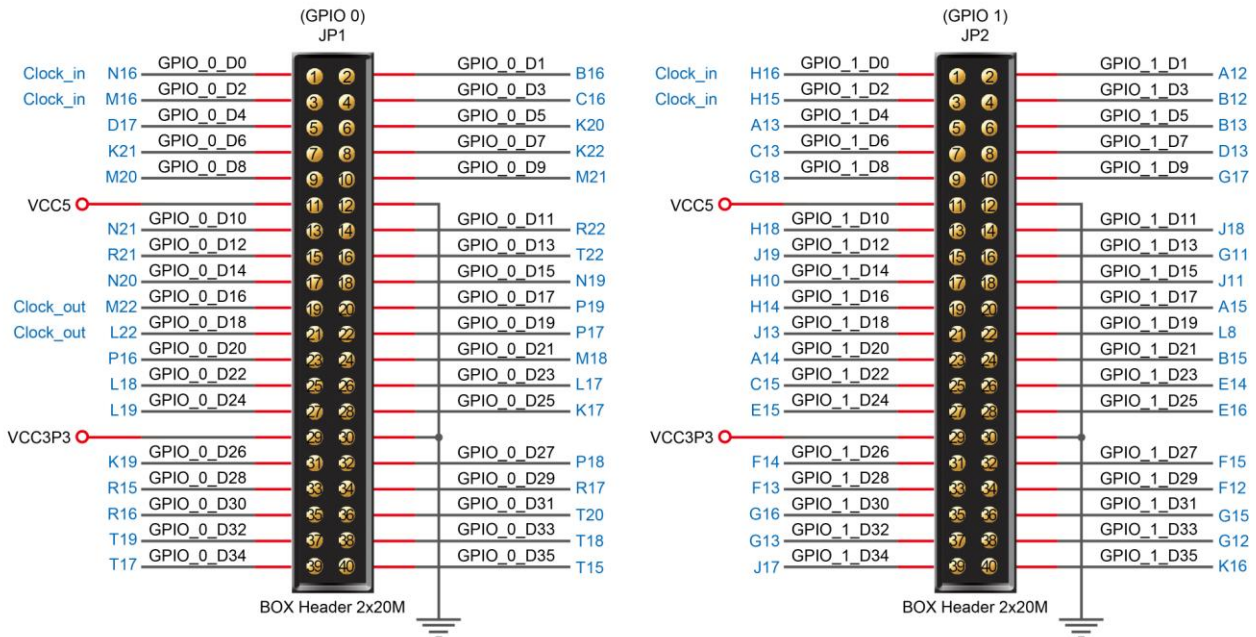 (GPIO 0) (GPIO 1)
JP1 JP2
Clock_in N16 GPIO_0_D0 1 2 GPIO_0_D1 B16 Clock_in H16 GPIO_1_D0 1 2 GPIO_1_D1 A12
Clock_in M16 GPIO_0_D2 3 4 GPIO_0_D3 C16 Clock_in H15 GPIO_1_D2 3 4 GPIO_1_D3 B12
D17 GPIO_0_D4 5 6 GPIO_0_D5 K20 A13 GPIO_1_D4 5 6 GPIO_1_D5 B13
K21 GPIO_0_D6 7 8 GPIO_0_D7 K22 C13 GPIO_1_D6 7 8 GPIO_1_D7 D13
M20 GPIO_0_D8 9 10 GPIO_0_D9 M21 G18 GPIO_1_D8 9 10 GPIO_1_D9 G17
VCC5 11 12 VCC5 11 12
N21 GPIO_0_D10 13 14 GPIO_0_D11 R22 H18 GPIO_1_D10 13 14 GPIO_1_D11 J18
R21 GPIO_0_D12 15 16 GPIO_0_D13 T22 J19 GPIO_1_D12 15 16 GPIO_1_D13 G11
N20 GPIO_0_D14 17 18 GPIO_0_D15 N19 H10 GPIO_1_D14 17 18 GPIO_1_D15 J11
Clock_out M22 GPIO_0_D16 19 20 GPIO_0_D17 P19 H14 GPIO_1_D16 19 20 GPIO_1_D17 A15
Clock_out L22 GPIO_0_D18 21 22 GPIO_0_D19 P17 J13 GPIO_1_D18 21 22 GPIO_1_D19 L8
P16 GPIO_0_D20 23 24 GPIO_0_D21 M18 A14 GPIO_1_D20 23 24 GPIO_1_D21 B15
L18 GPIO_0_D22 25 26 GPIO_0_D23 L17 C15 GPIO_1_D22 25 26 GPIO_1_D23 E14
L19 GPIO_0_D24 27 28 GPIO_0_D25 K17 E15 GPIO_1_D24 27 28 GPIO_1_D25 E16
VCC3P3 29 30 VCC3P3 29 30
K19 GPIO_0_D26 31 32 GPIO_0_D27 P18 F14 GPIO_1_D26 31 32 GPIO_1_D27 F15
R15 GPIO_0_D28 33 34 GPIO_0_D29 R17 F13 GPIO_1_D28 33 34 GPIO_1_D29 F12
R16 GPIO_0_D30 35 36 GPIO_0_D31 T20 G16 GPIO_1_D30 35 36 GPIO_1_D31 G15
T19 GPIO_0_D32 37 38 GPIO_0_D33 T18 G13 GPIO_1_D32 37 38 GPIO_1_D33 G12
T17 GPIO_0_D34 39 40 GPIO_0_D35 T15 J17 GPIO_1_D34 39 40 GPIO_1_D35 K16
BOX Header 2x20M BOX Header 2x20M